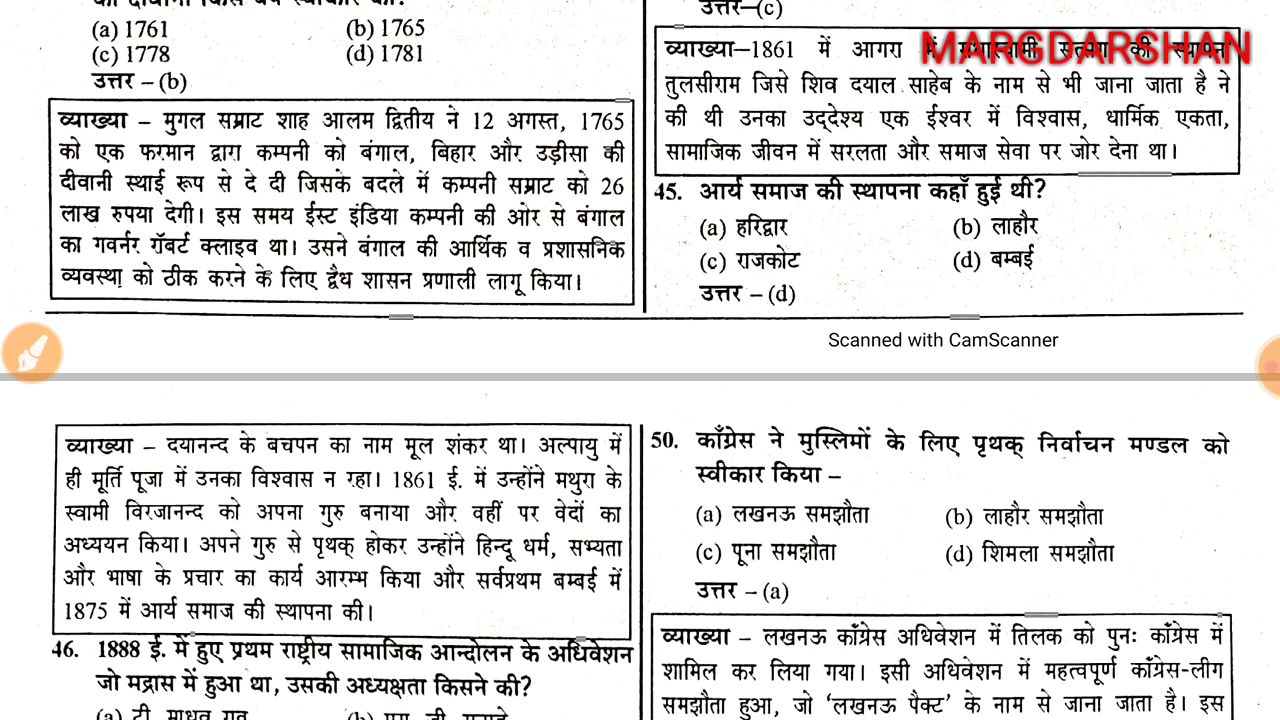 (a) 1761 (b) 1765
(c) 1778 (d) 1781
उत्तर – (b)
व्याख्या – मुगल सम्राट शाह आलम द्वितीय ने 12 अगस्त, 1765
को एक फरमान द्वारा कम्पनी को बंगाल, बिहार और उड़ीसा की
दीवानी स्थाई रूप से दे दी जिसके बदले में कम्पनी सम्राट को 26
लाख रुपया देगी। इस समय ईस्ट इंडिया कम्पनी की ओर से बंगाल
का गवर्नर रॉबर्ट क्लाइव था। उसने बंगाल की आर्थिक व प्रशासनिक
व्यवस्था को ठीक करने के लिए द्वैध शासन प्रणाली लागू किया।
उत्तर–(c)
MARGDARSHAN
व्याख्या–1861 में आगरा में की
तुलसीराम जिसे शिव दयाल साहेब के नाम से भी जाना जाता है ने
की थी उनका उद्देश्य एक ईश्वर में विश्वास, धार्मिक एकता,
सामाजिक जीवन में सरलता और समाज सेवा पर जोर देना था।
45. आर्य समाज की स्थापना कहाँ हुई थी?
(a) हरिद्वार (b) लाहौर
(c) राजकोट (d) बम्बई
उत्तर – (d)
Scanned with CamScanner
व्याख्या – दयानन्द के बचपन का नाम मूल शंकर था। अल्पायु में
ही मूर्ति पूजा में उनका विश्वास न रहा। 1861 ई. में उन्होंने मथुरा के
स्वामी विरजानन्द को अपना गुरु बनाया और वहीं पर वेदों का
अध्ययन किया। अपने गुरु से पृथक् होकर उन्होंने हिन्दू धर्म, सभ्यता
और भाषा के प्रचार का कार्य आरम्भ किया और सर्वप्रथम बम्बई में
1875 में आर्य समाज की स्थापना की।
46. 1888 ई. में हुए प्रथम राष्ट्रीय सामाजिक आन्दोलन के अधिवेशन
जो मद्रास में हुआ था, उसकी अध्यक्षता किसने की?
(a) टी. माधव राव (b)
50. काँग्रेस ने मुस्लिमों के लिए पृथक् निर्वाचन मण्डल को
स्वीकार किया –
(a) लखनऊ समझौता (b) लाहौर समझौता
(c) पूना समझौता (d) शिमला समझौता
उत्तर – (a)
व्याख्या – लखनऊ काँग्रेस अधिवेशन में तिलक को पुनः काँग्रेस में
शामिल कर लिया गया। इसी अधिवेशन में महत्वपूर्ण काँग्रेस-लीग
समझौता हुआ, जो ‘लखनऊ पैक्ट’ के नाम से जाना जाता है। इस